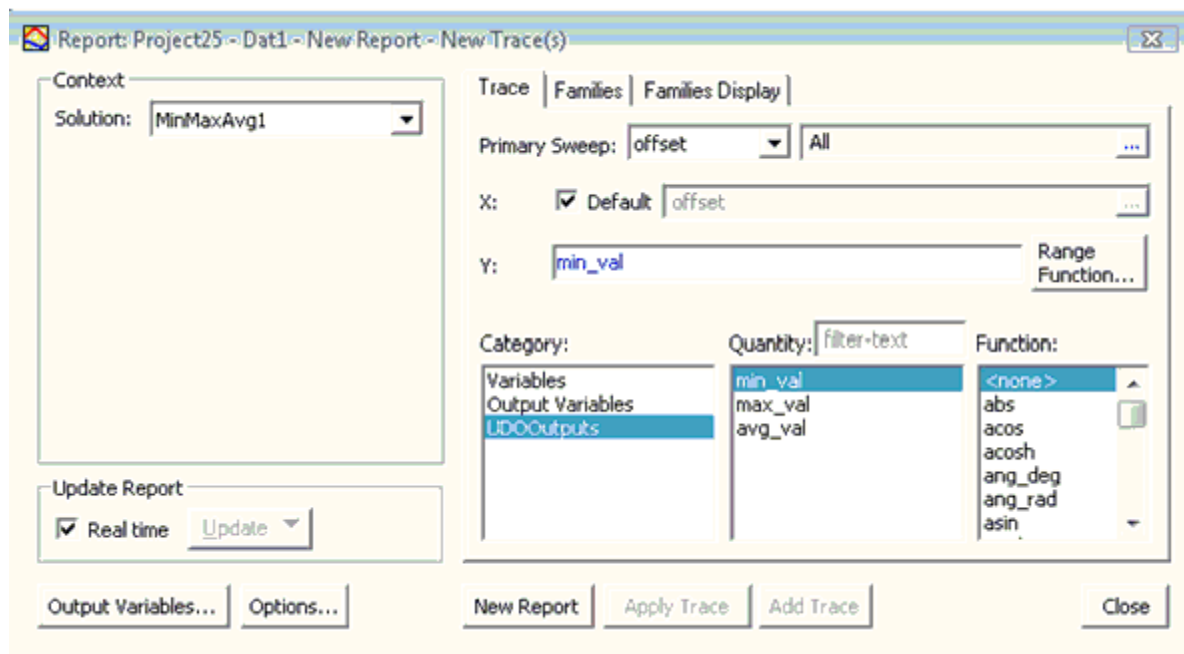 Report: Project25 - Dat1 - New Report - New Trace(s)
Context
Solution: MinMaxAvg1
Update Report
Real time Update
Output Variables... Options...
Trace Families Families Display
Primary Sweep: offset All ...
X: Default offset ...
Y: min_val Range
Function...
Category: Quantity: filter-text Function:
Variables min_val <none>
Output Variables max_val abs
UDOOutputs avg_val acos
acosh
ang_deg
ang_rad
asin
New Report Apply Trace Add Trace Close